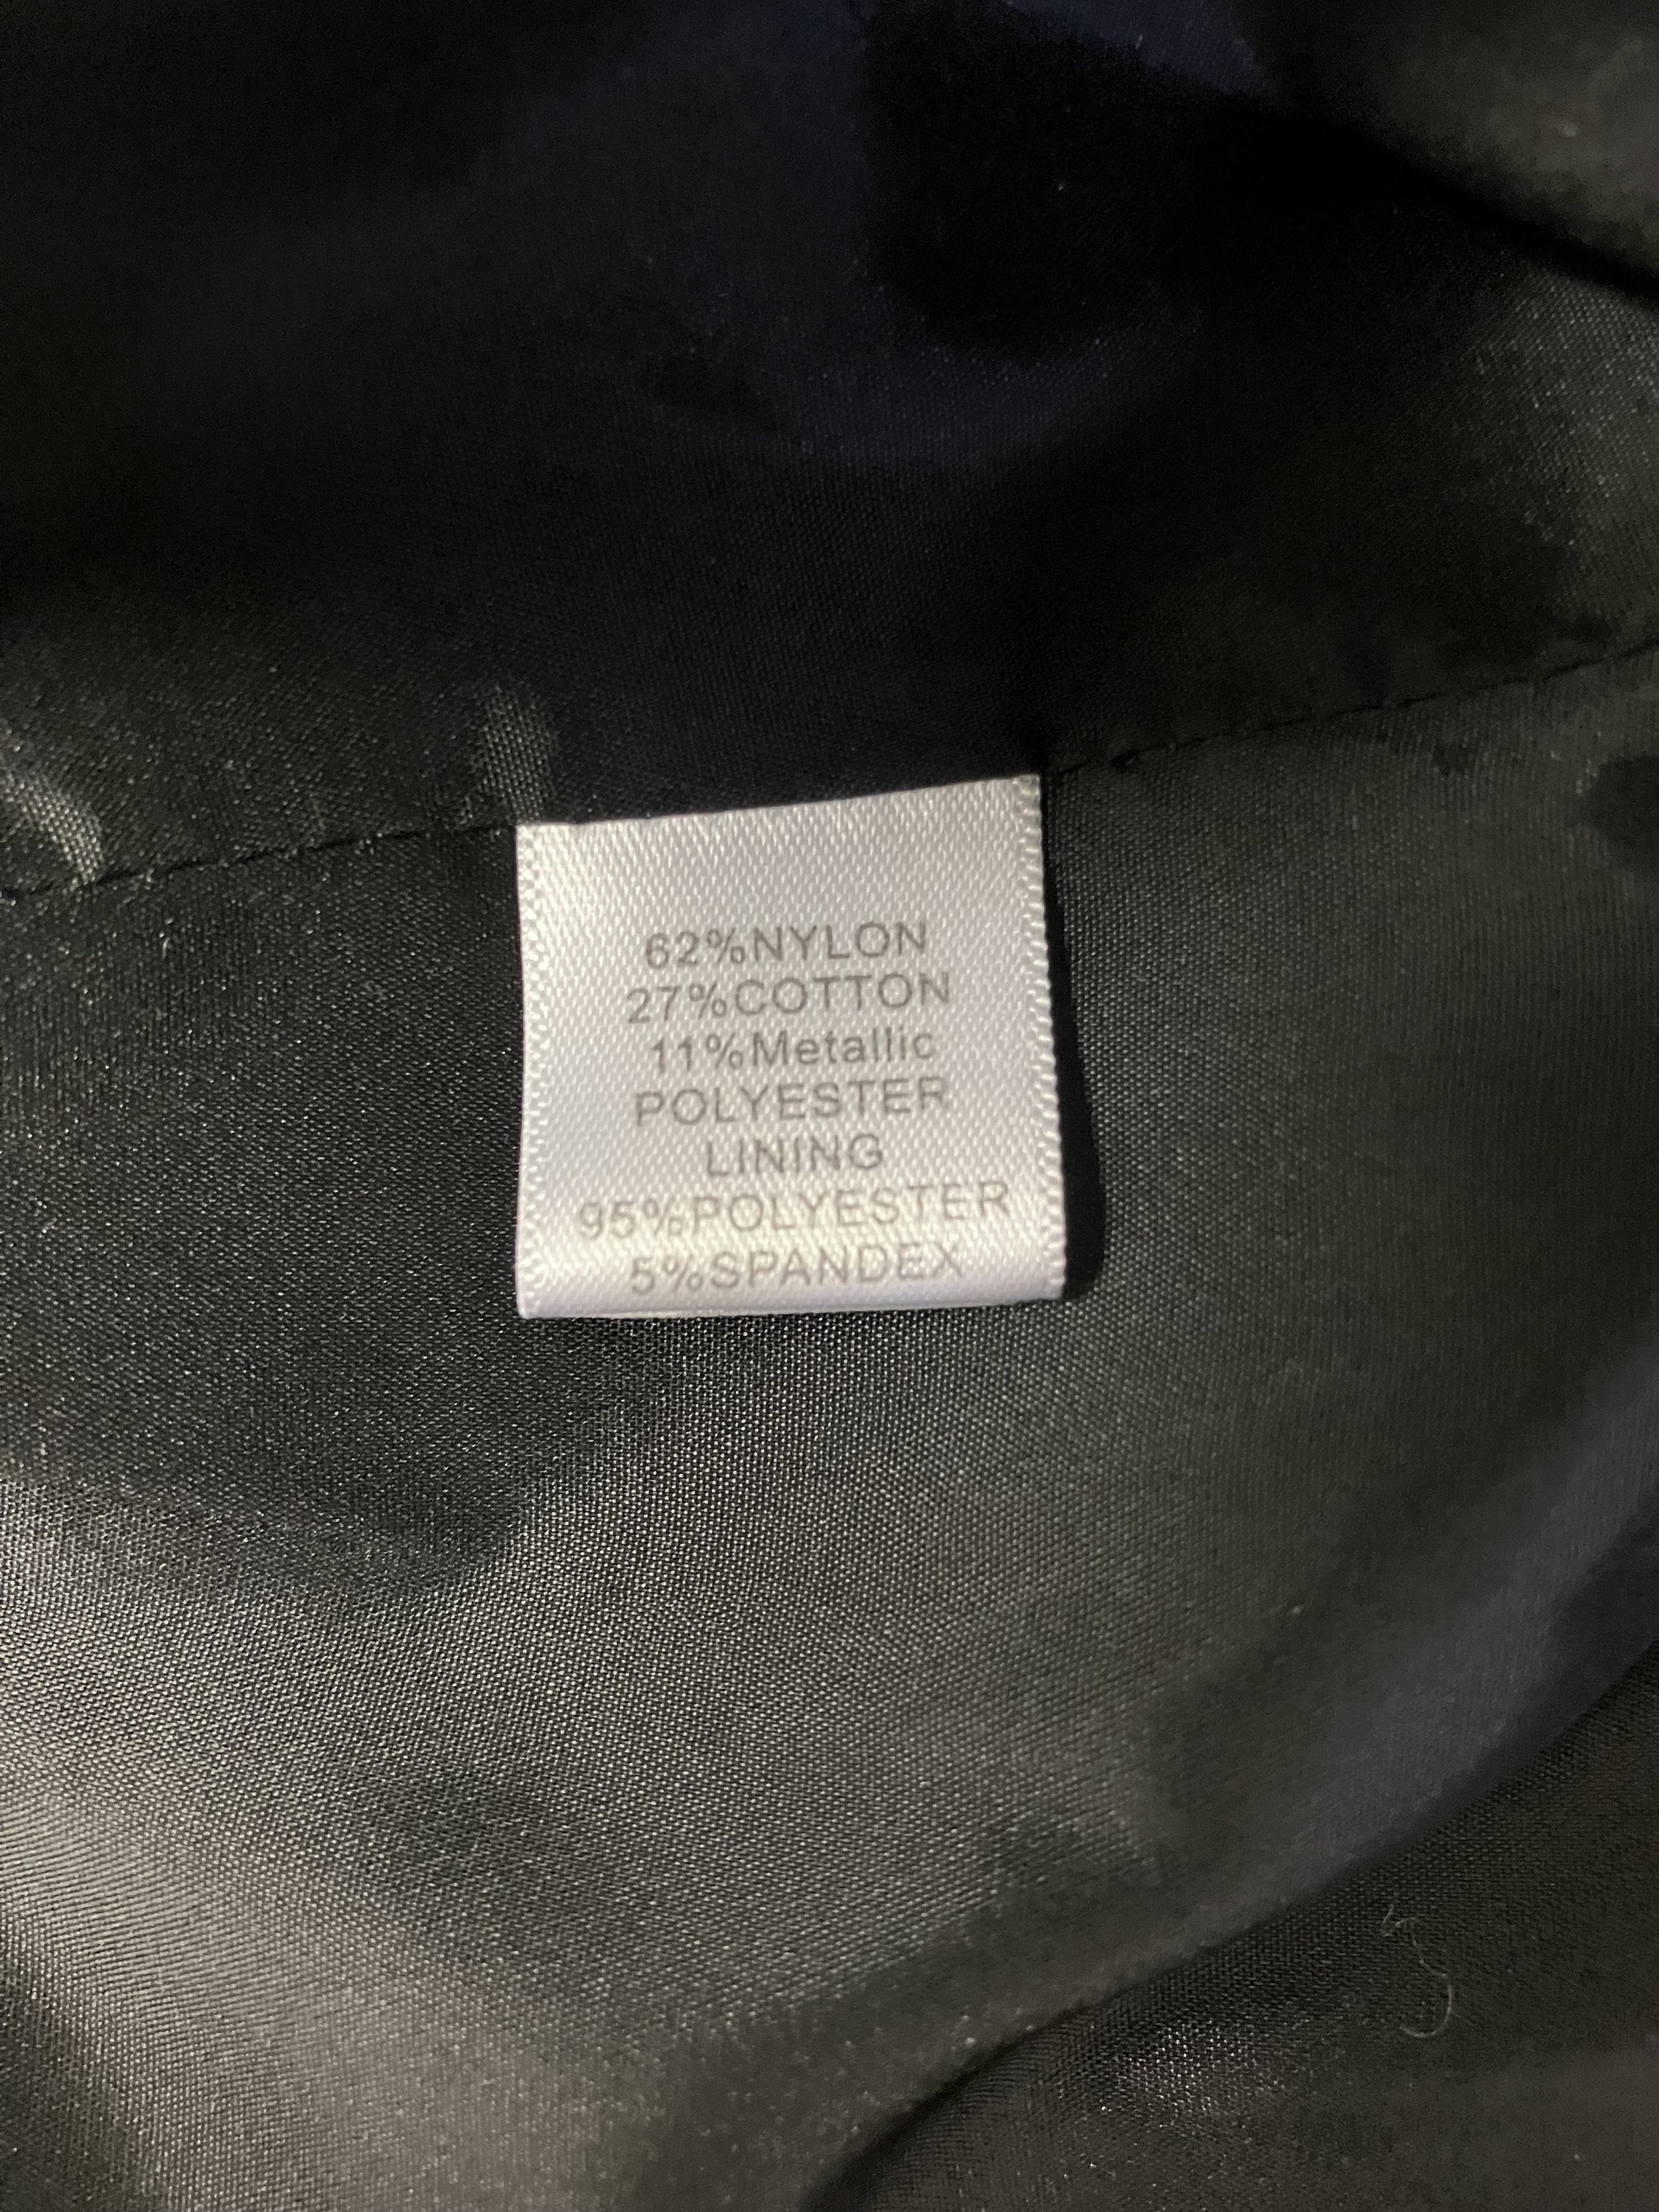 62%NYLON
27%COTTON
11%Metallic
POLYESTER
LINING
95%POLYESTER
5%SPANDEX